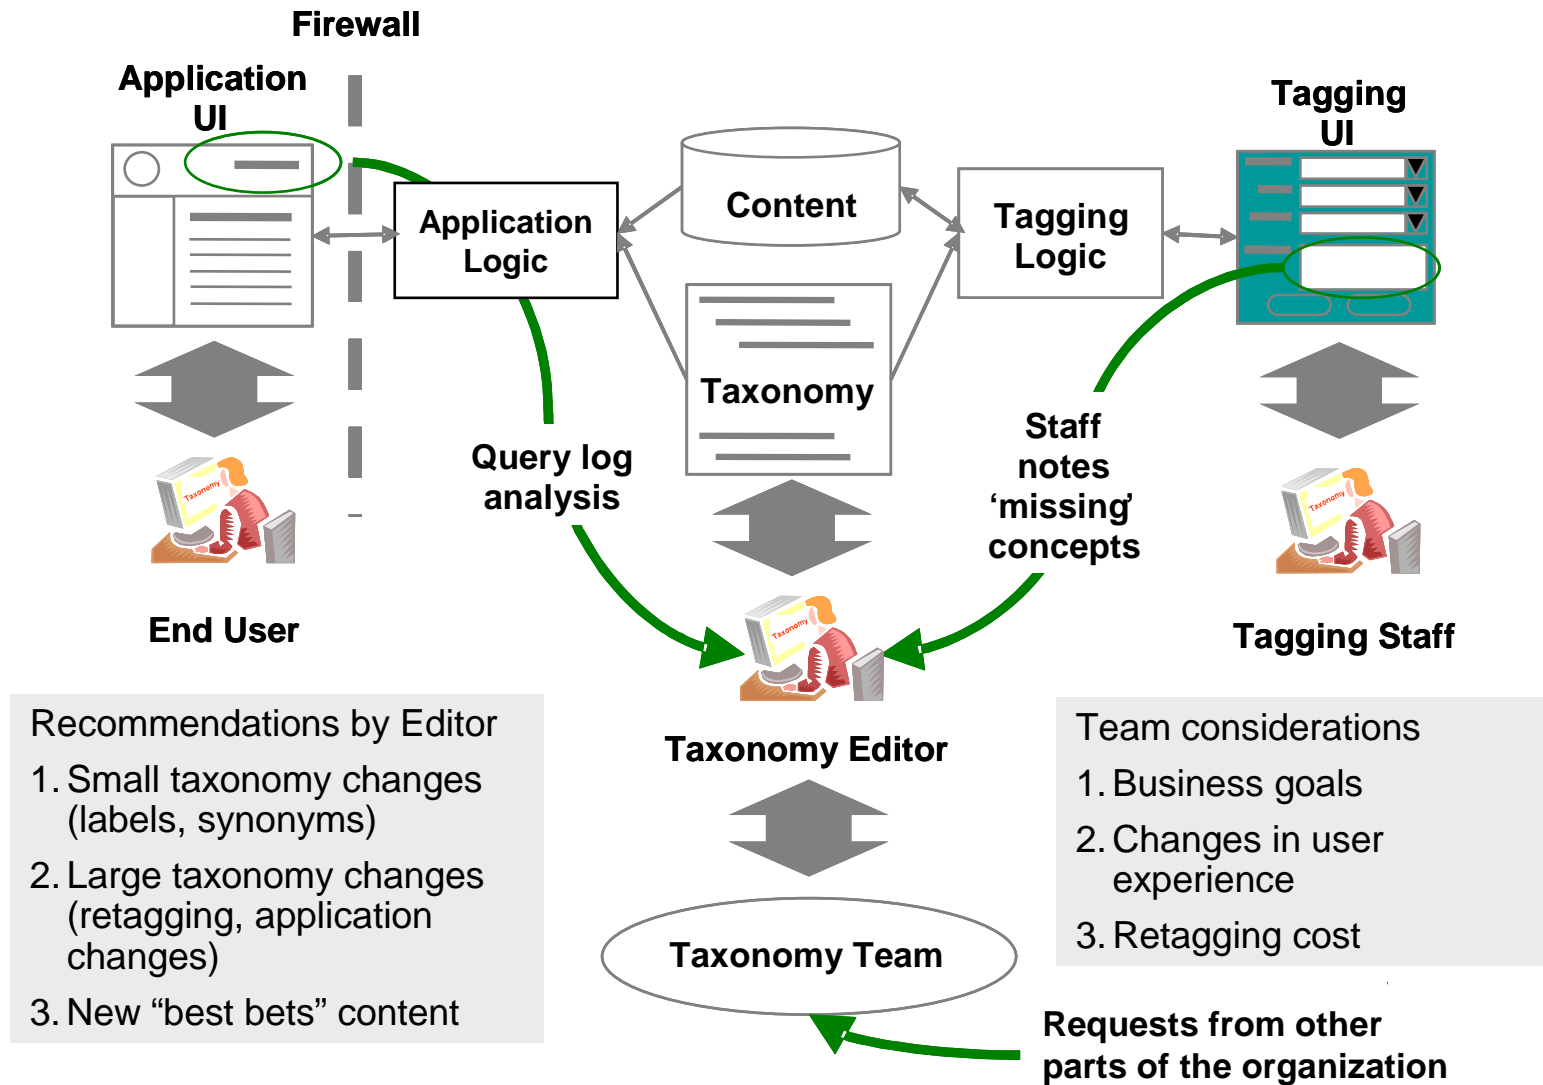 Firewall
Application
UI
Tagging
UI
Content
Application
Logic
Tagging
Logic
Taxonomy
Query log
analysis
Staff
notes
‘missing’
concepts
Taxonomy
Taxonomy
Taxonomy
End User
Tagging Staff
Taxonomy Editor
Recommendations by Editor
1. Small taxonomy changes
(labels, synonyms)
2. Large taxonomy changes
(retagging, application
changes)
3. New “best bets” content
Team considerations
1. Business goals
2. Changes in user
experience
3. Retagging cost
Taxonomy Team
Requests from other
parts of the organization